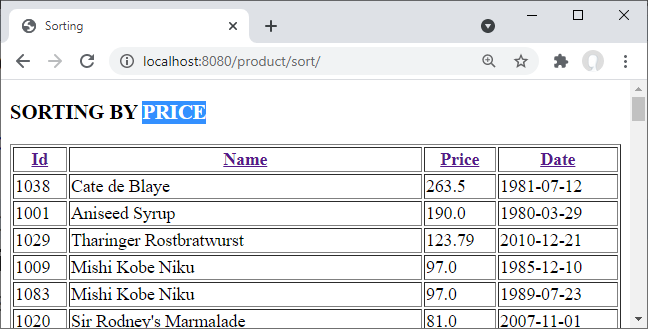 Sorting
localhost:8080/product/sort/
SORTING BY PRICE
Id Name Price Date
1038 Cate de Blaye 263.5 1981-07-12
1001 Aniseed Syrup 190.0 1980-03-29
1029 Tharinger Rostbratwurst 123.79 2010-12-21
1009 Mishi Kobe Niku 97.0 1985-12-10
1083 Mishi Kobe Niku 97.0 1989-07-23
1020 Sir Rodney's Marmalade 81.0 2007-11-01